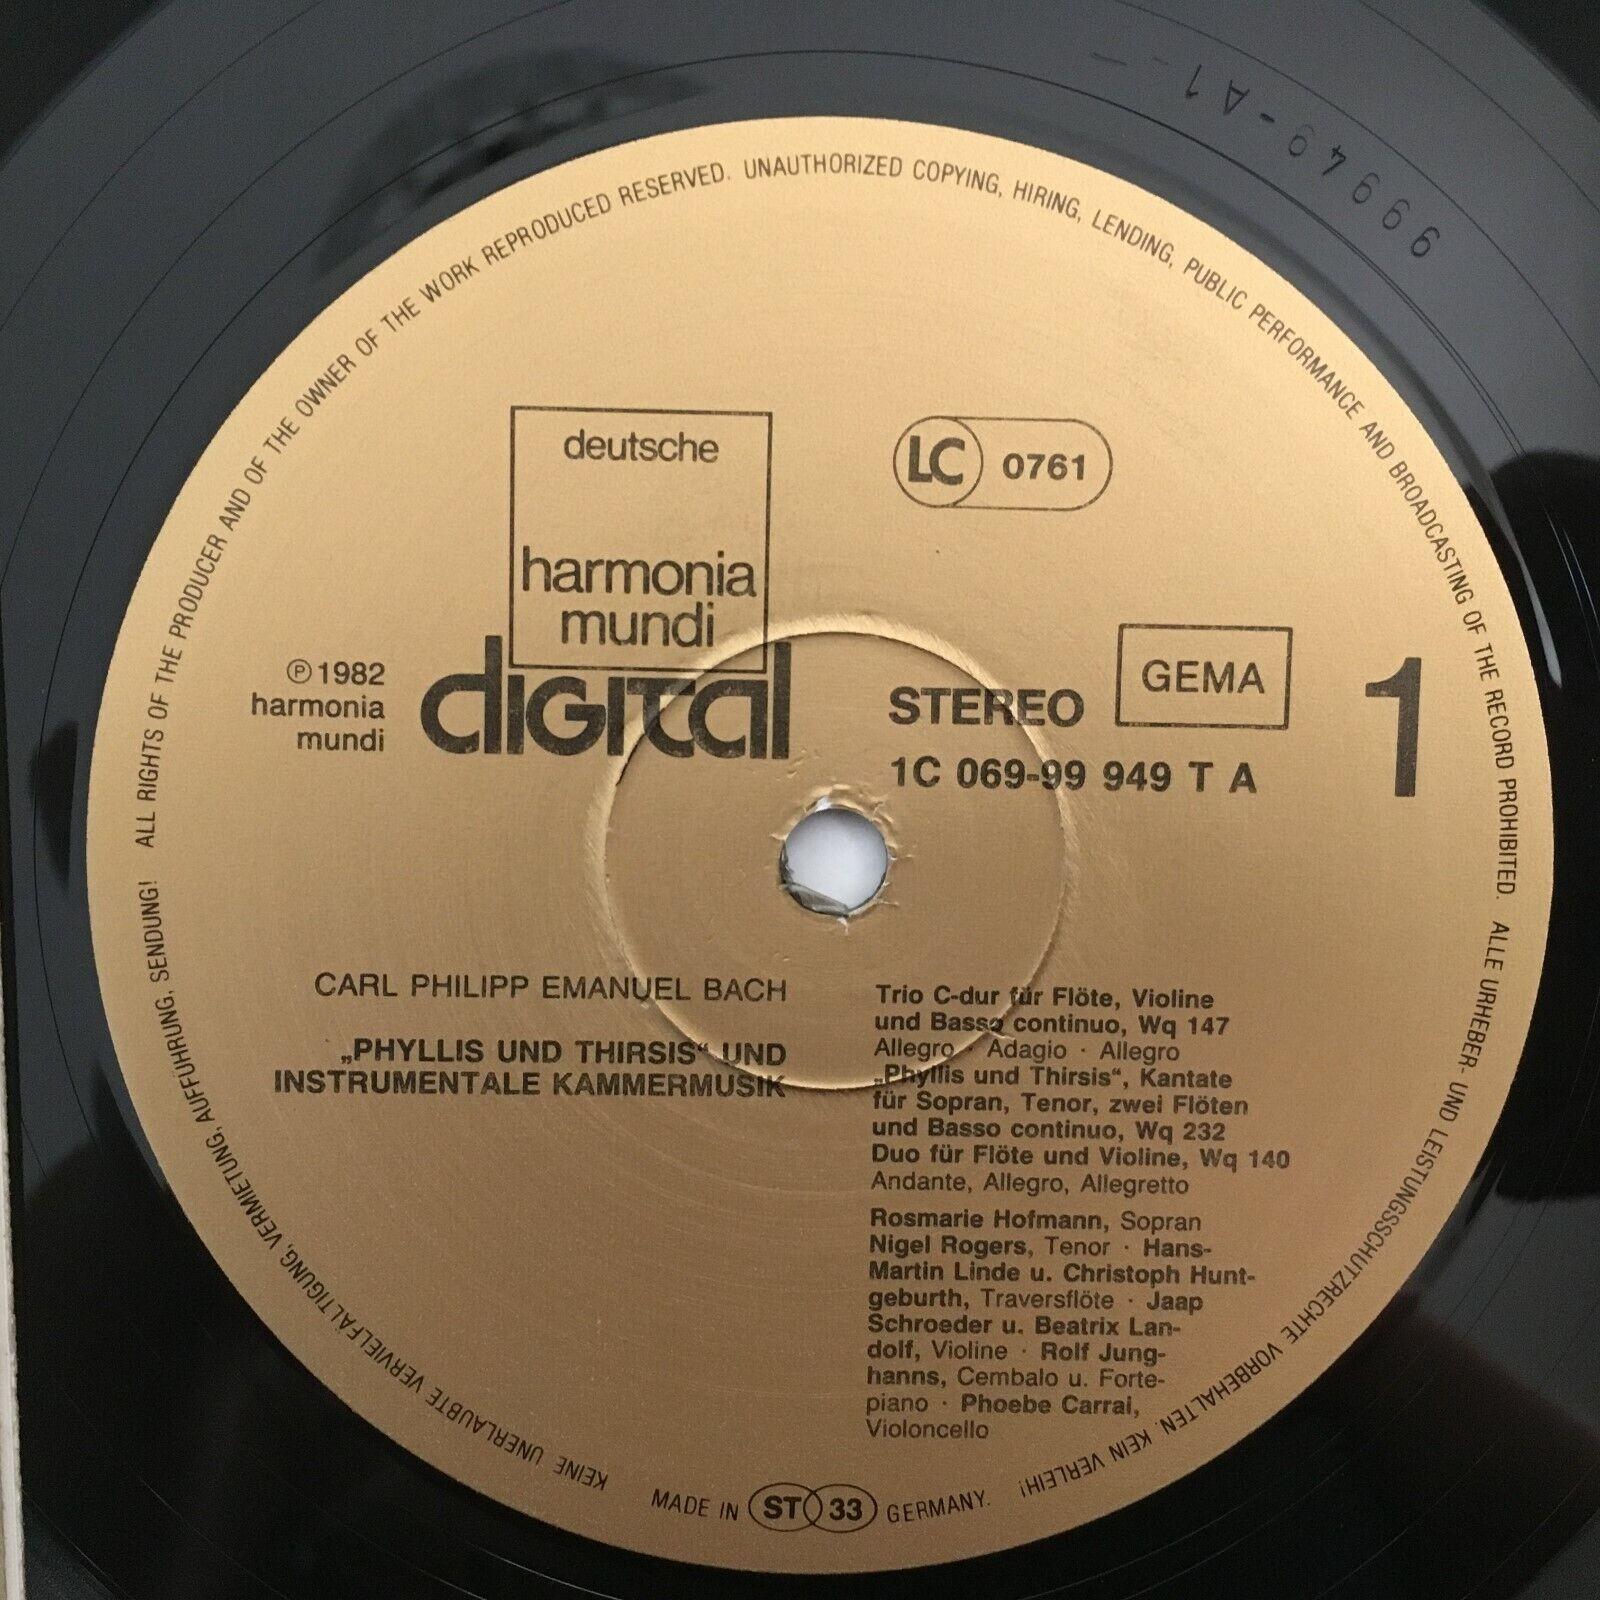 99949-A1
ALL RIGHTS OF THE PRODUCER AND OF THE OWNER OF THE WORK REPRODUCED RESERVED. UNAUTHORIZED COPYING, HIRING, LENDING, PUBLIC PERFORMANCE AND BROADCASTING OF THE RECORD PROHIBITED.
ALLE URHEBER- UND LEISTUNGSSCHUTZRECHTE VORBEHALTEN. KEIN VERLEIH!
KEINE UNERLAUBTE VERVIELFÄLTIGUNG, VERMIETUNG, AUFFÜHRUNG, SENDUNG!
deutsche
harmonia
mundi
digital
LC 0761
Ⓟ 1982
harmonia
mundi
STEREO
GEMA
1
1C 069-99 949 T A
CARL PHILIPP EMANUEL BACH
„PHYLLIS UND THIRSIS“ UND
INSTRUMENTALE KAMMERMUSIK
Trio C-dur für Flöte, Violine
und Basso continuo, Wq 147
Allegro · Adagio · Allegro
„Phyllis und Thirsis“, Kantate
für Sopran, Tenor, zwei Flöten
und Basso continuo, Wq 232
Duo für Flöte und Violine, Wq 140
Andante, Allegro, Allegretto
Rosmarie Hofmann, Sopran
Nigel Rogers, Tenor · Hans-
Martin Linde u. Christoph Hunt-
geburth, Traversflöte · Jaap
Schroeder u. Beatrix Lan-
dolf, Violine · Rolf Jung-
hanns, Cembalo u. Forte-
piano · Phoebe Carrai,
Violoncello
MADE IN ST 33 GERMANY.